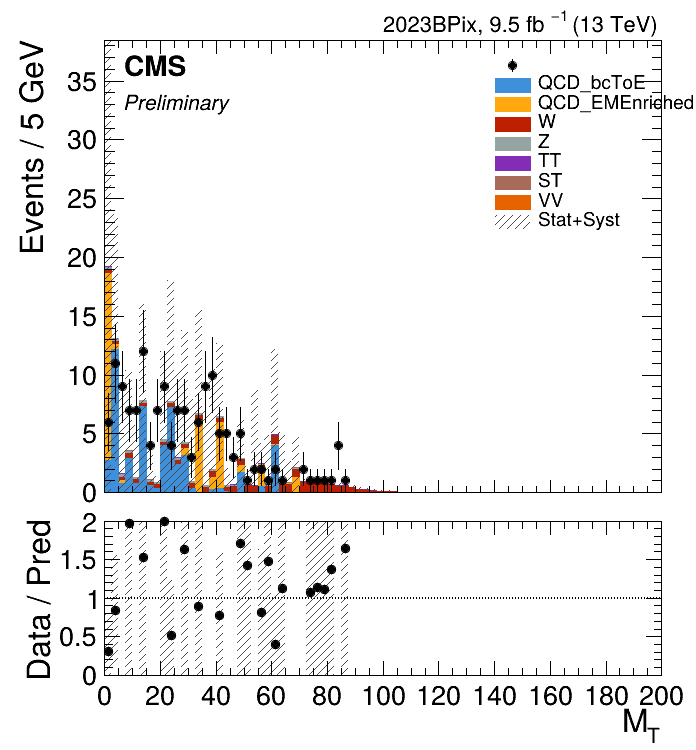 2023BPix, 9.5 fb⁻¹ (13 TeV)
Events / 5 GeV
CMS
Preliminary
QCD_bcToE
QCD_EMEnriched
W
Z
TT
ST
VV
Stat+Syst
35
30
25
20
15
10
5
0
Data / Pred
2
1.5
1
0.5
0
0 20 40 60 80 100 120 140 160 180 200
M_T